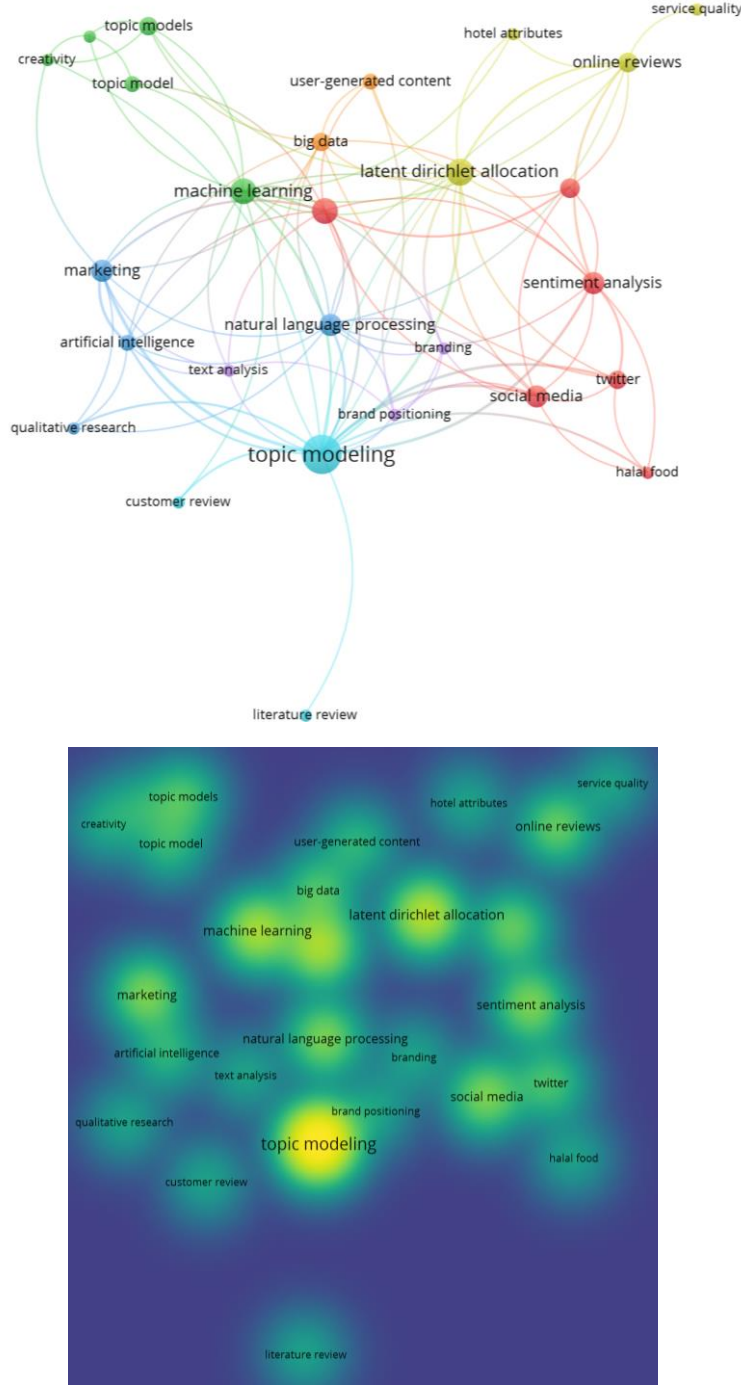 service quality
topic models
hotel attributes
creativity
online reviews
user-generated content
topic model
big data
latent dirichlet allocation
machine learning
marketing
sentiment analysis
natural language processing
artificial intelligence
branding
text analysis
twitter
social media
brand positioning
qualitative research
topic modeling
halal food
customer review
literature review
service quality
topic models
hotel attributes
creativity
online reviews
user-generated content
topic model
big data
latent dirichlet allocation
machine learning
marketing
sentiment analysis
natural language processing
artificial intelligence
branding
text analysis
twitter
social media
brand positioning
qualitative research
topic modeling
halal food
customer review
literature review